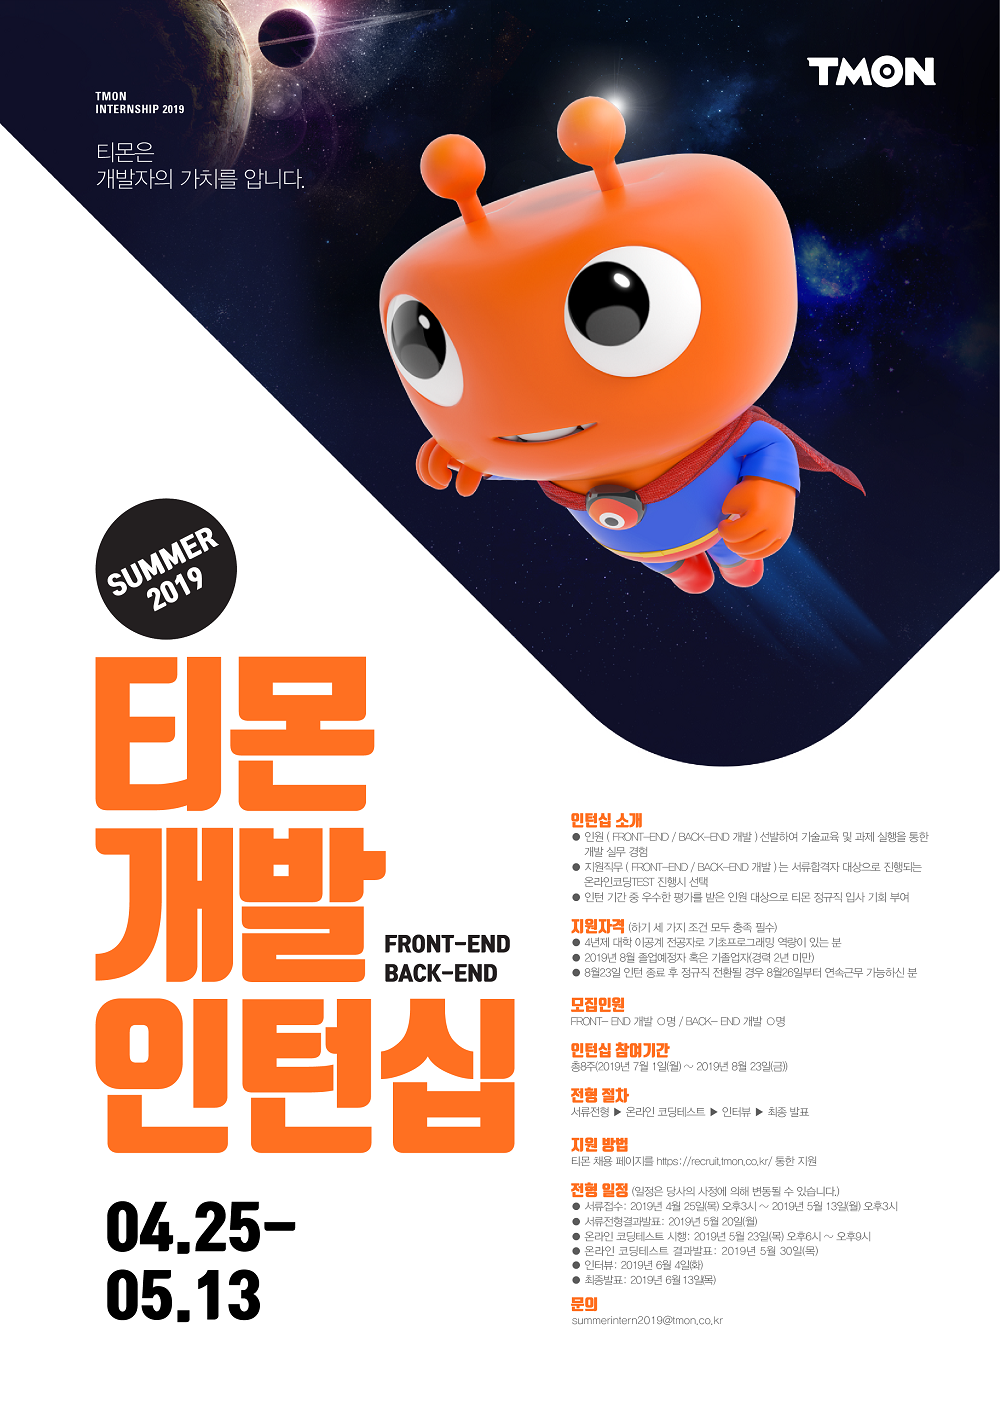 TMON
TMON
INTERNSHIP 2019
티몬은
개발자의 가치를 압니다.
SUMMER
2019
티몬
개발
FRONT-END
BACK-END
인턴십
04.25-
05.13
인턴십 소개
● 인원 ( FRONT-END / BACK-END 개발 ) 선발하여 기술교육 및 과제 실행을 통한
개발 실무 경험
● 지원직무 ( FRONT-END / BACK-END 개발 ) 는 서류합격자 대상으로 진행되는
온라인코딩TEST 진행시 선택
● 인턴 기간 중 우수한 평가를 받은 인원 대상으로 티몬 정규직 입사 기회 부여
지원자격 (하기 세 가지 조건 모두 충족 필수)
● 4년제 대학 이공계 전공자로 기초프로그래밍 역량이 있는 분
● 2019년 8월 졸업예정자 혹은 기졸업자(경력 2년 미만)
● 8월23일 인턴 종료 후 정규직 전환될 경우 8월26일부터 연속근무 가능하신 분
모집인원
FRONT- END 개발 ○명 / BACK- END 개발 ○명
인턴십 참여기간
총8주(2019년 7월 1일(월) ~ 2019년 8월 23일(금))
전형 절차
서류전형 ▶ 온라인 코딩테스트 ▶ 인터뷰 ▶ 최종 발표
지원 방법
티몬 채용 페이지를 https://recruit.tmon.co.kr/ 통한 지원
전형 일정 (일정은 당사의 사정에 의해 변동될 수 있습니다.)
● 서류접수: 2019년 4월 25일(목) 오후3시 ~ 2019년 5월 13일(월) 오후3시
● 서류전형결과발표: 2019년 5월 20일(월)
● 온라인 코딩테스트 시행: 2019년 5월 23일(목) 오후6시 ~ 오후9시
● 온라인 코딩테스트 결과발표: 2019년 5월 30일(목)
● 인터뷰: 2019년 6월 4일(화)
● 최종발표: 2019년 6월13일(목)
문의
summerintern2019@tmon.co.kr